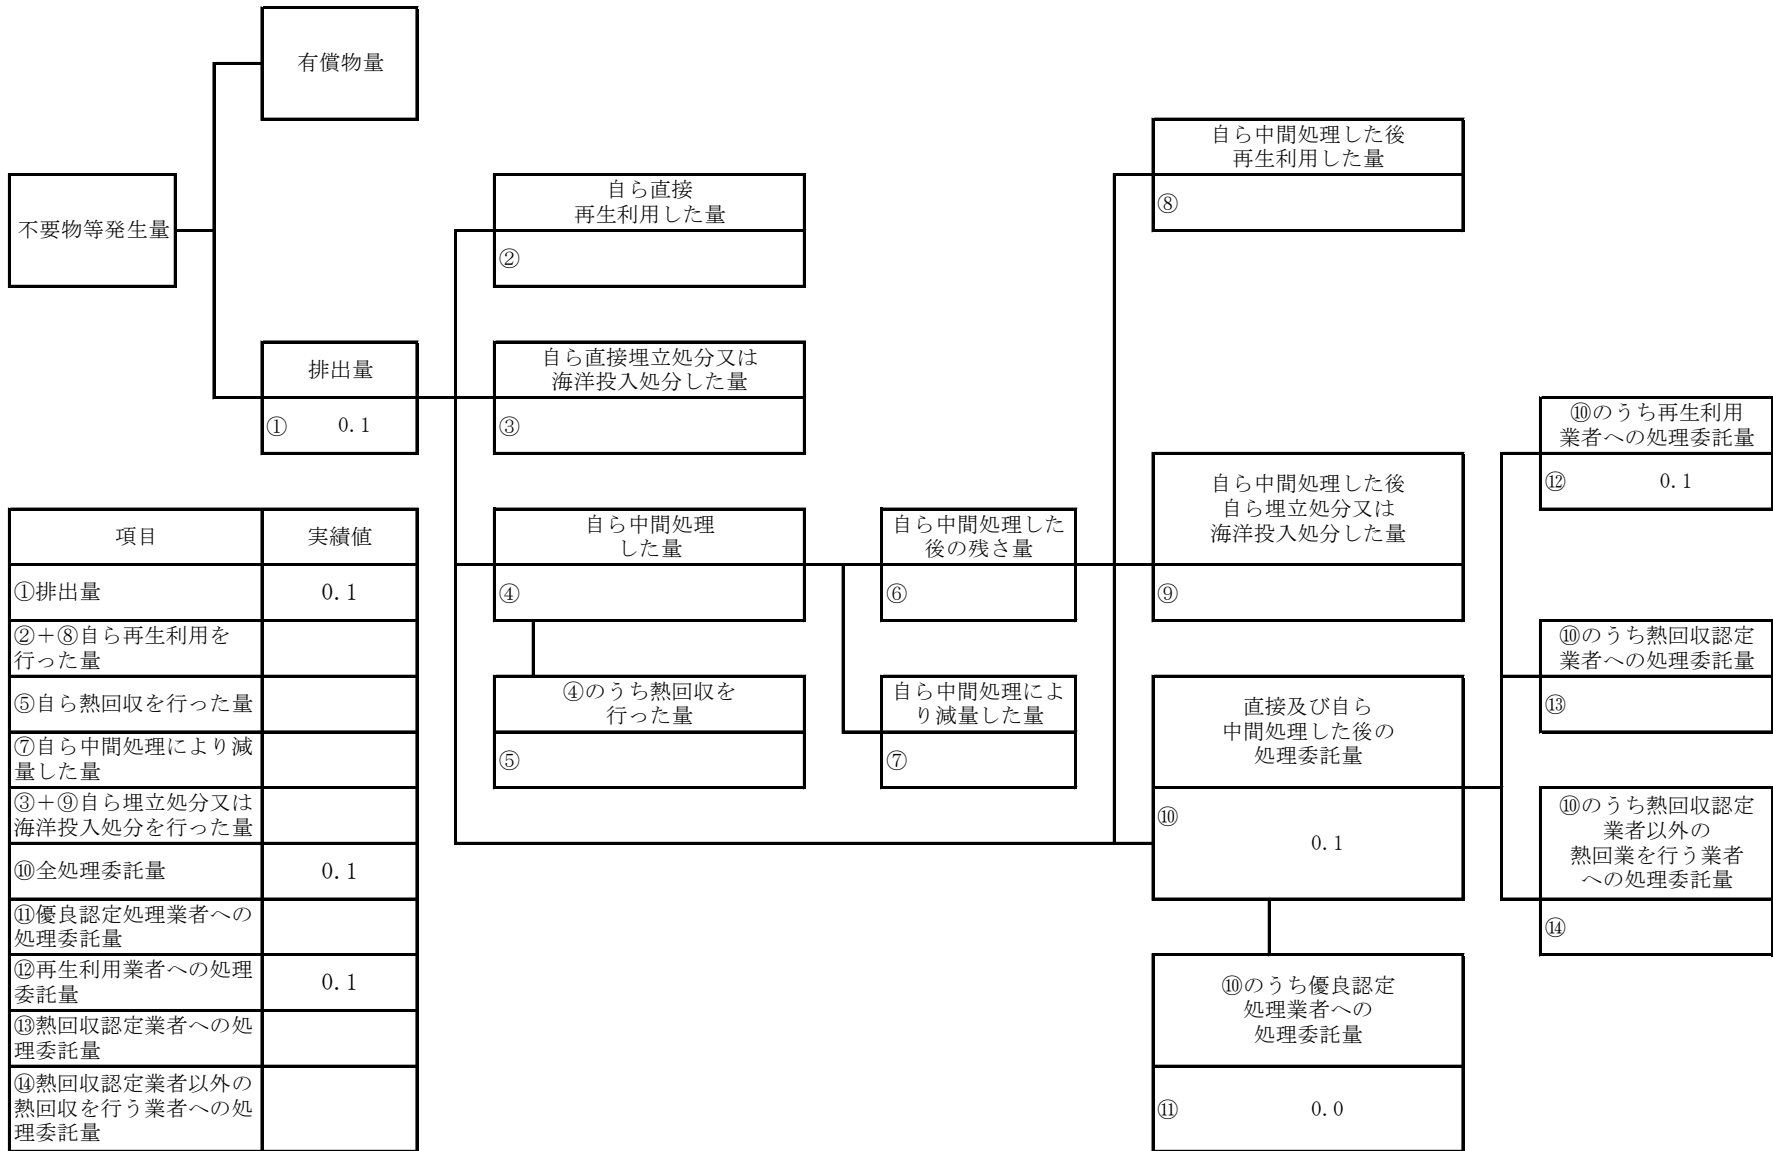 有償物量
不要物等発生量
排出量
① 0.1
自ら直接
再生利用した量
②
自ら直接埋立処分又は
海洋投入処分した量
③
自ら中間処理
した量
④
④のうち熱回収を
行った量
⑤
自ら中間処理した
後の残さ量
⑥
自ら中間処理によ
り減量した量
⑦
自ら中間処理した後
再生利用した量
⑧
自ら中間処理した後
自ら埋立処分又は
海洋投入処分した量
⑨
直接及び自ら
中間処理した後の
処理委託量
⑩
0.1
⑩のうち優良認定
処理業者への
処理委託量
⑪ 0.0
⑩のうち再生利用
業者への処理委託量
⑫ 0.1
⑩のうち熱回収認定
業者への処理委託量
⑬
⑩のうち熱回収認定
業者以外の
熱回業を行う業者
への処理委託量
⑭
項目 実績値
①排出量 0.1
②+⑧自ら再生利用を
行った量
⑤自ら熱回収を行った量
⑦自ら中間処理により減
量した量
③+⑨自ら埋立処分又は
海洋投入処分を行った量
⑩全処理委託量 0.1
⑪優良認定処理業者への
処理委託量
⑫再生利用業者への処理
委託量 0.1
⑬熱回収認定業者への処
理委託量
⑭熱回収認定業者以外の
熱回収を行う業者への処
理委託量